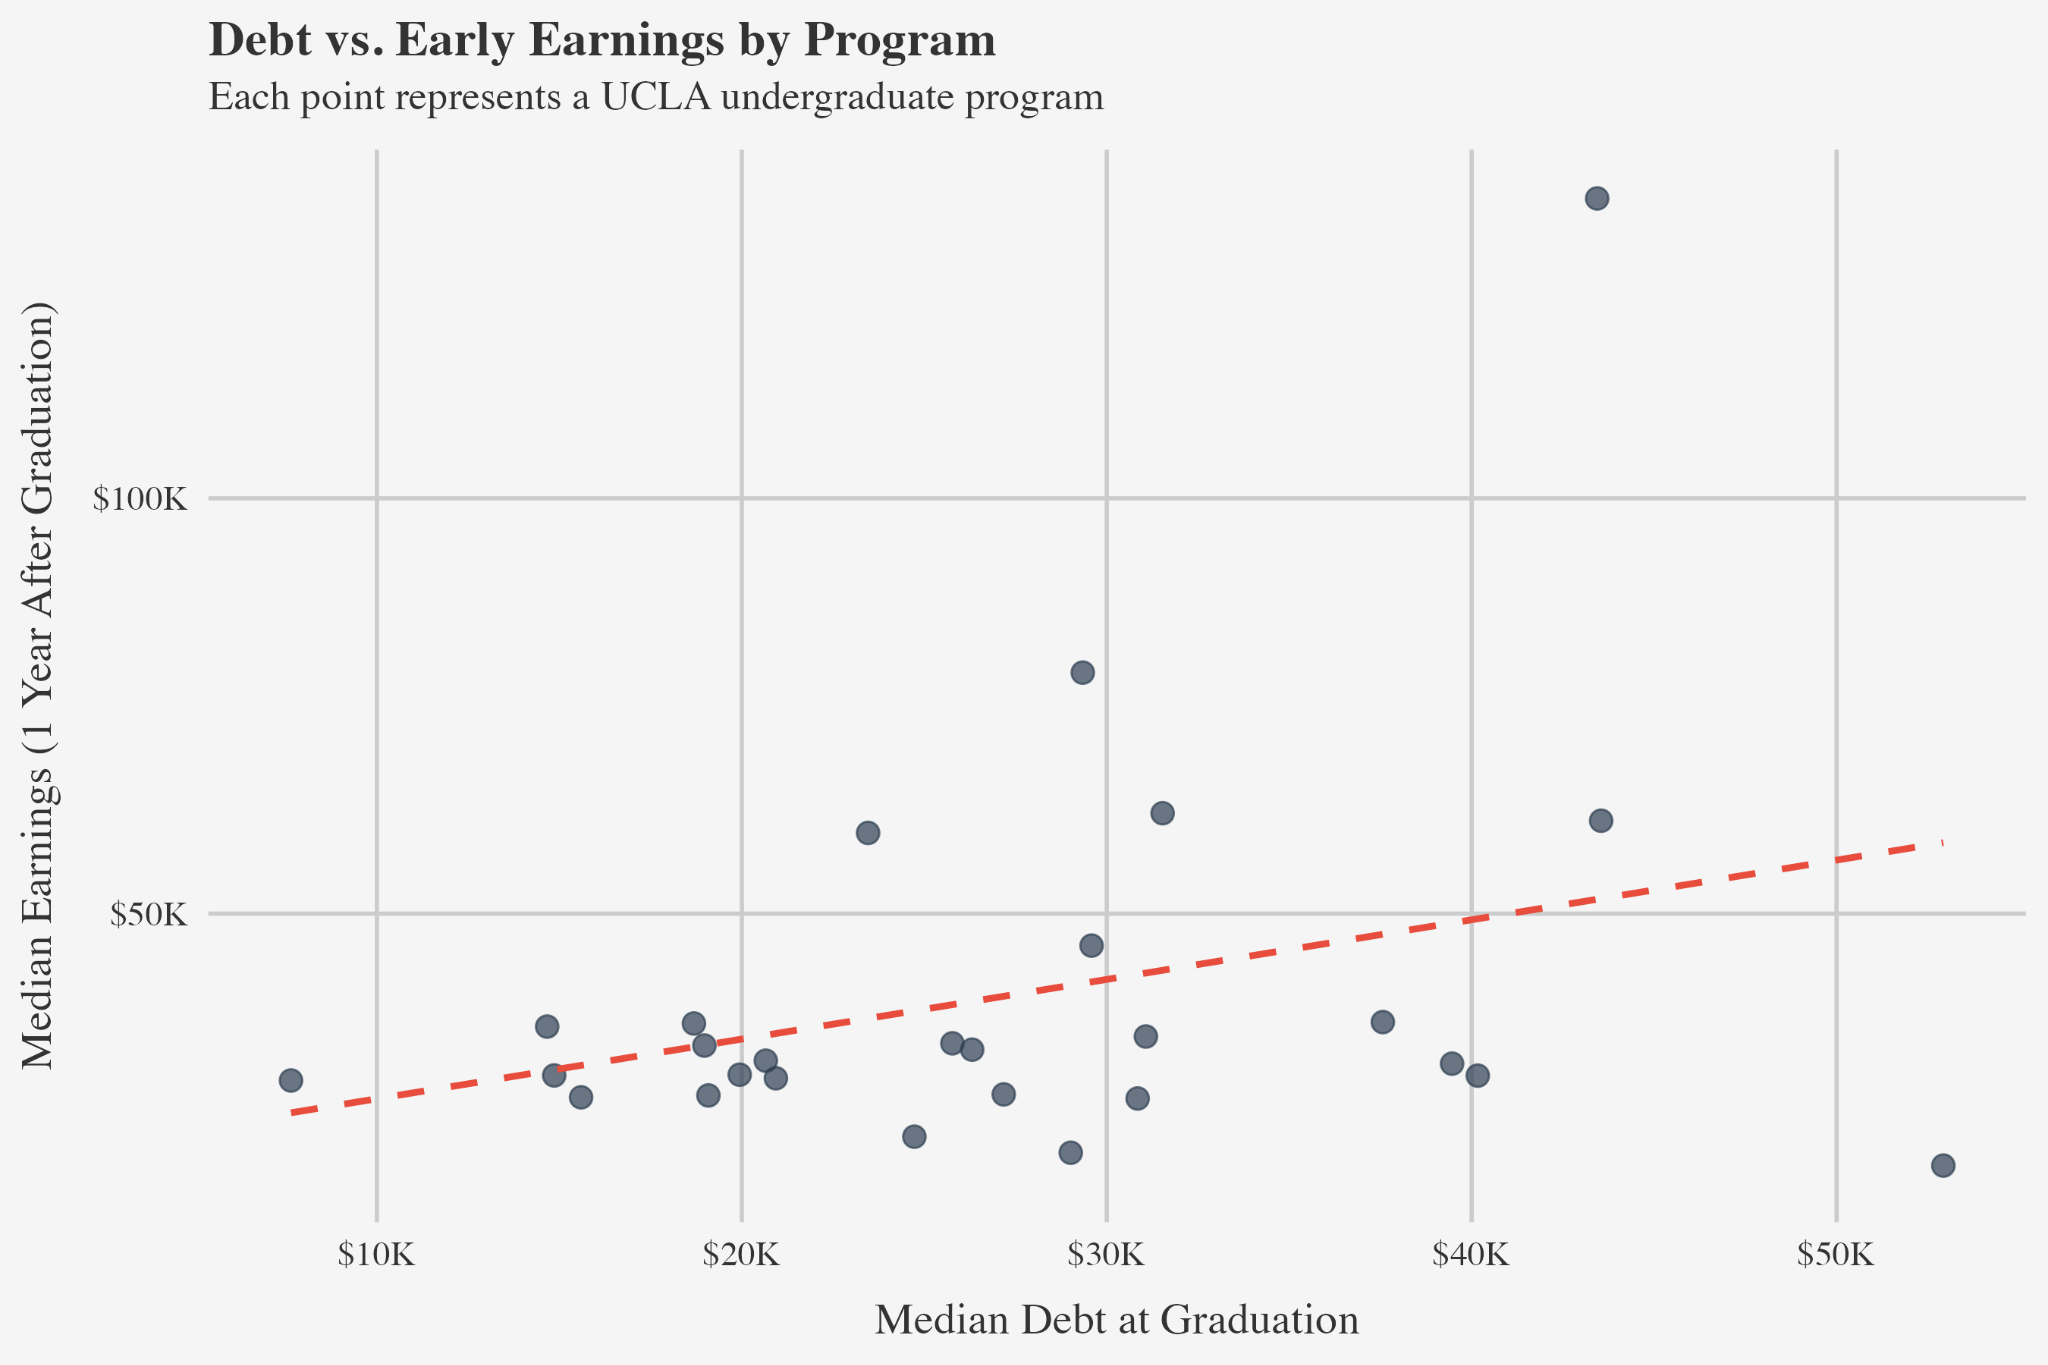 Debt vs. Early Earnings by Program
Each point represents a UCLA undergraduate program
Median Earnings (1 Year After Graduation)
$100K
$50K
$10K
$20K
$30K
$40K
$50K
Median Debt at Graduation